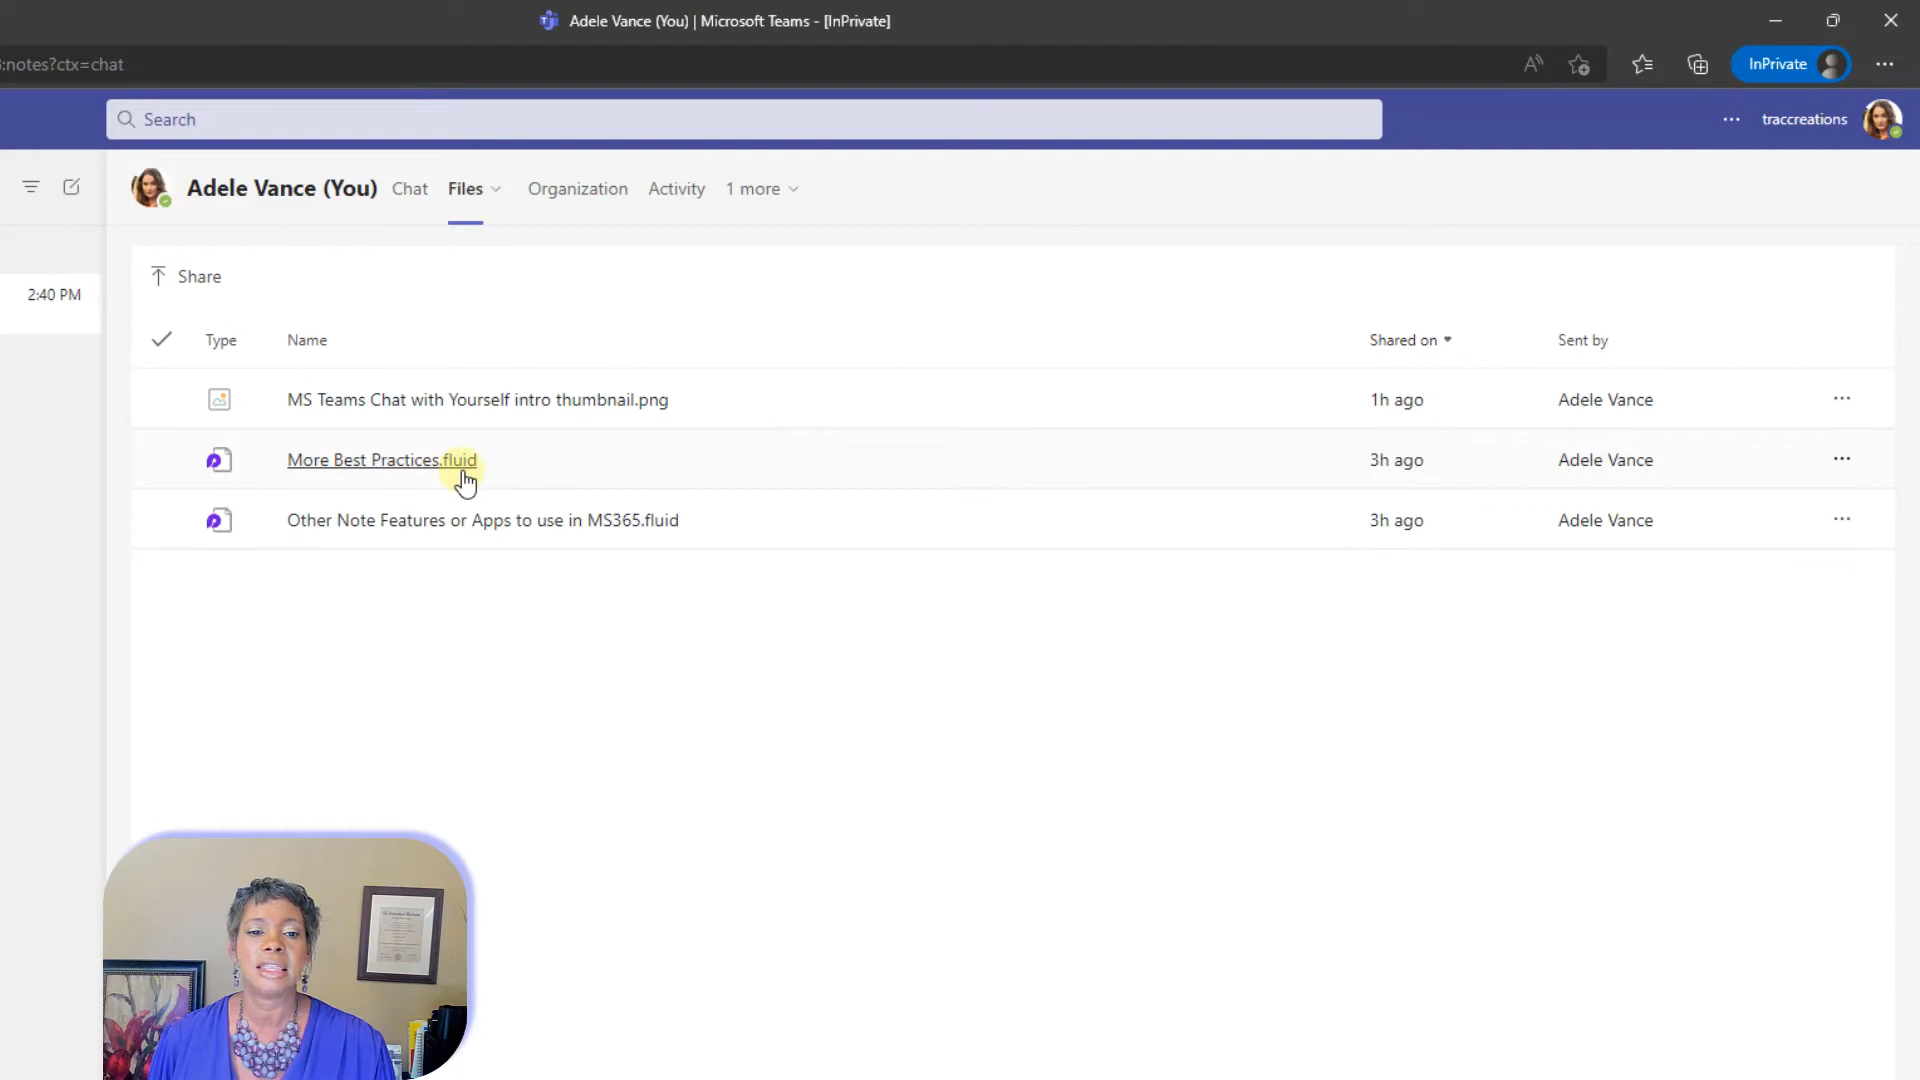 Adele Vance (You) | Microsoft Teams - [InPrivate]
:notes?ctx=chat
InPrivate
Search
traccreations
Adele Vance (You) Chat Files Organization Activity 1 more
2:40 PM
Share
Type Name Shared on Sent by
MS Teams Chat with Yourself intro thumbnail.png 1h ago Adele Vance
More Best Practices.fluid 3h ago Adele Vance
Other Note Features or Apps to use in MS365.fluid 3h ago Adele Vance